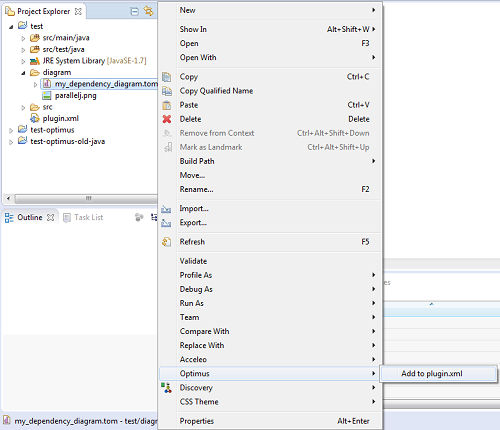 Project Explorer
test
src/main/java
src/test/java
JRE System Library [JavaSE-1.7]
diagram
my_dependency_diagram.tom
parallelj.png
src
plugin.xml
test-optimus
test-optimus-old-java
Outline Task List
my_dependency_diagram.tom - test/diagr
New
Show In Alt+Shift+W
Open F3
Open With
Copy Ctrl+C
Copy Qualified Name
Paste Ctrl+V
Delete Delete
Remove from Context Ctrl+Alt+Shift+Down
Mark as Landmark Ctrl+Alt+Shift+Up
Build Path
Move...
Rename... F2
Import...
Export...
Refresh F5
Validate
Profile As
Debug As
Run As
Team
Compare With
Replace With
Acceleo
Optimus
Discovery
CSS Theme
Properties Alt+Enter
Add to plugin.xml
es